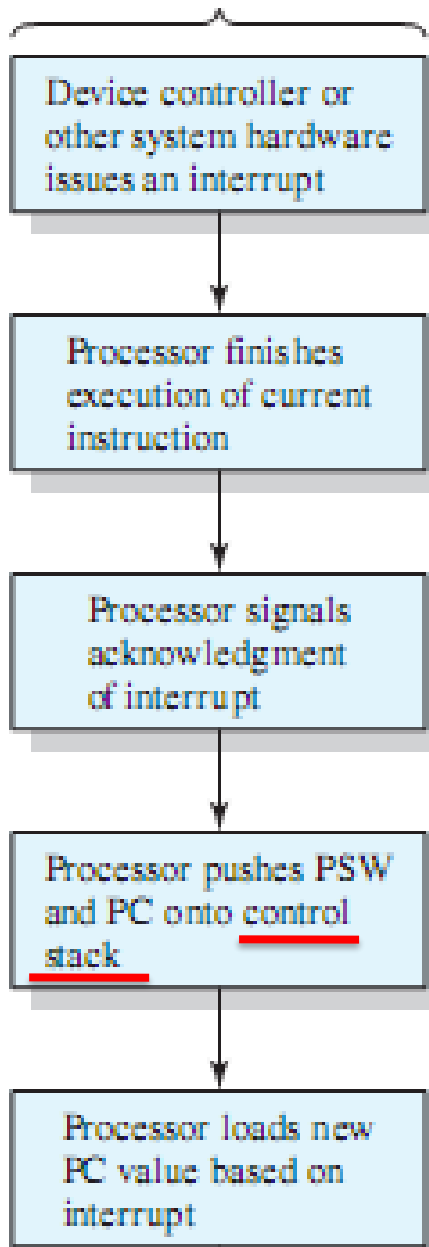 Device controller or
other system hardware
issues an interrupt
Processor finishes
execution of current
instruction
Processor signals
acknowledgment
of interrupt
Processor pushes PSW
and PC onto control
stack
Processor loads new
PC value based on
interrupt